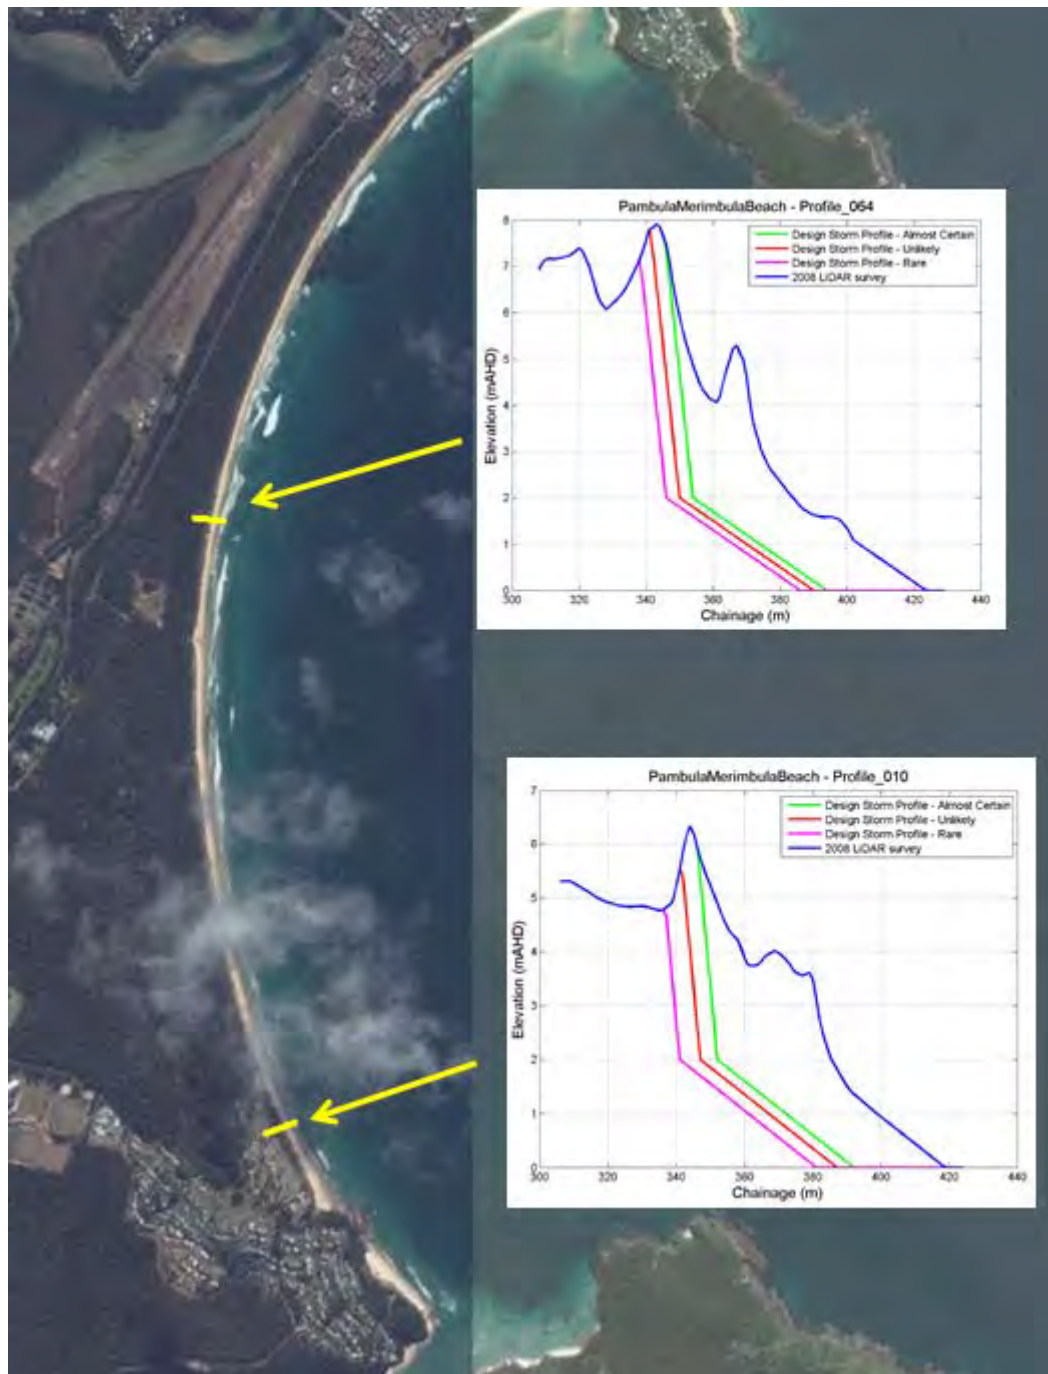 PambulaMerimbulaBeach - Profile_064
Design Storm Profile - Almost Certain
Design Storm Profile - Unlikely
Design Storm Profile - Rare
2008 LiDAR survey
8
7
6
5
4
3
2
1
0
Elevation (mAHD)
300 320 340 360 380 400 420 440
Chainage (m)
PambulaMerimbulaBeach - Profile_010
Design Storm Profile - Almost Certain
Design Storm Profile - Unlikely
Design Storm Profile - Rare
2008 LiDAR survey
7
6
5
4
3
2
1
0
Elevation (mAHD)
300 320 340 360 380 400 420 440
Chainage (m)